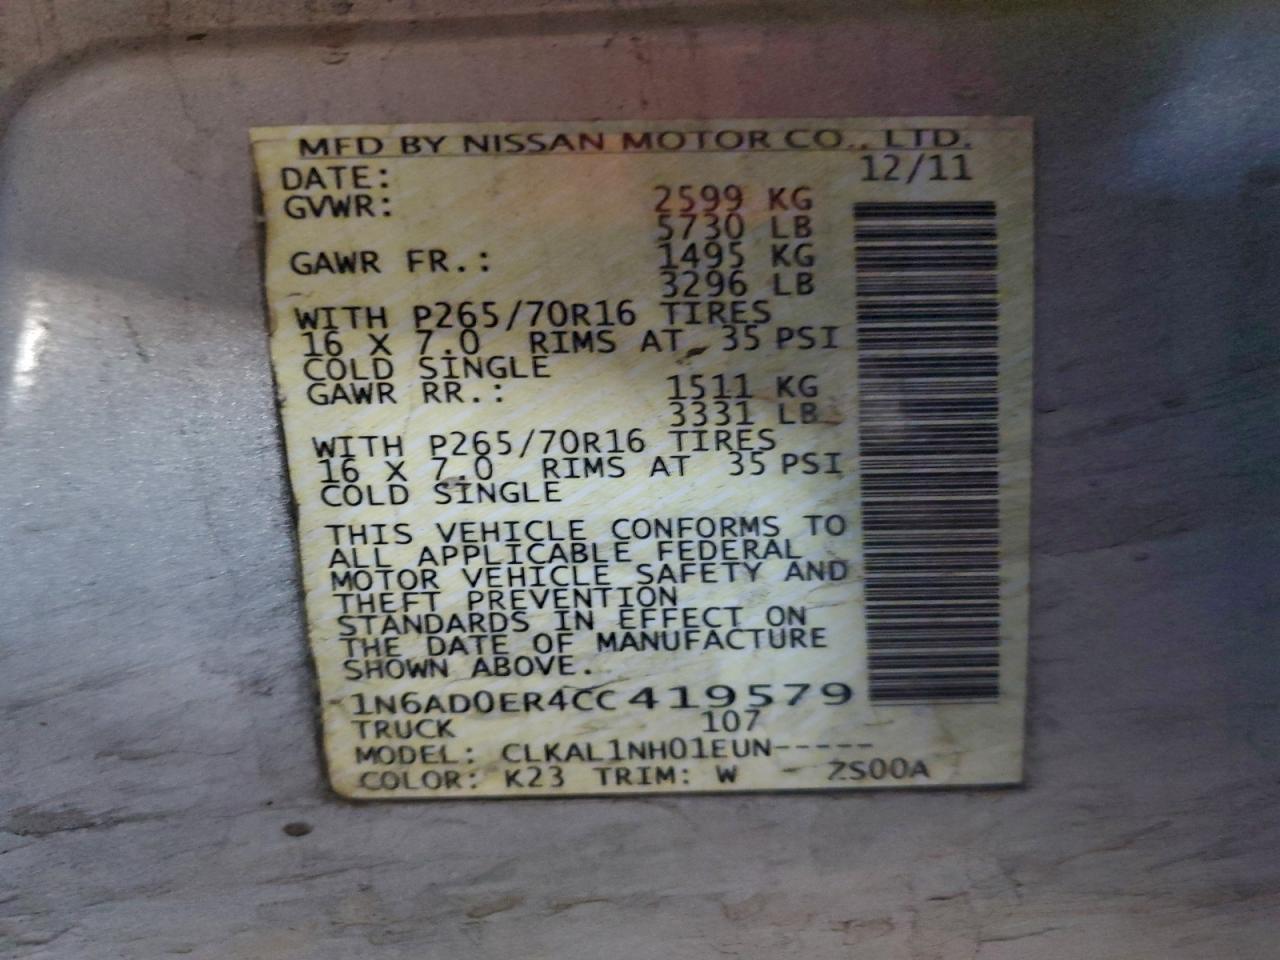 MFD BY NISSAN MOTOR CO., LTD.
DATE: 12/11
GVWR: 2599 KG
5730 LB
GAWR FR.: 1495 KG
3296 LB
WITH P265/70R16 TIRES
16 X 7.0 RIMS AT 35 PSI
COLD SINGLE
GAWR RR.: 1511 KG
3331 LB
WITH P265/70R16 TIRES
16 X 7.0 RIMS AT 35 PSI
COLD SINGLE
THIS VEHICLE CONFORMS TO
ALL APPLICABLE FEDERAL
MOTOR VEHICLE SAFETY AND
THEFT PREVENTION
STANDARDS IN EFFECT ON
THE DATE OF MANUFACTURE
SHOWN ABOVE.
1N6AD0ER4CC419579
TRUCK 107
MODEL: CLKAL1NH01EUN-----
COLOR: K23 TRIM: W ZS00A